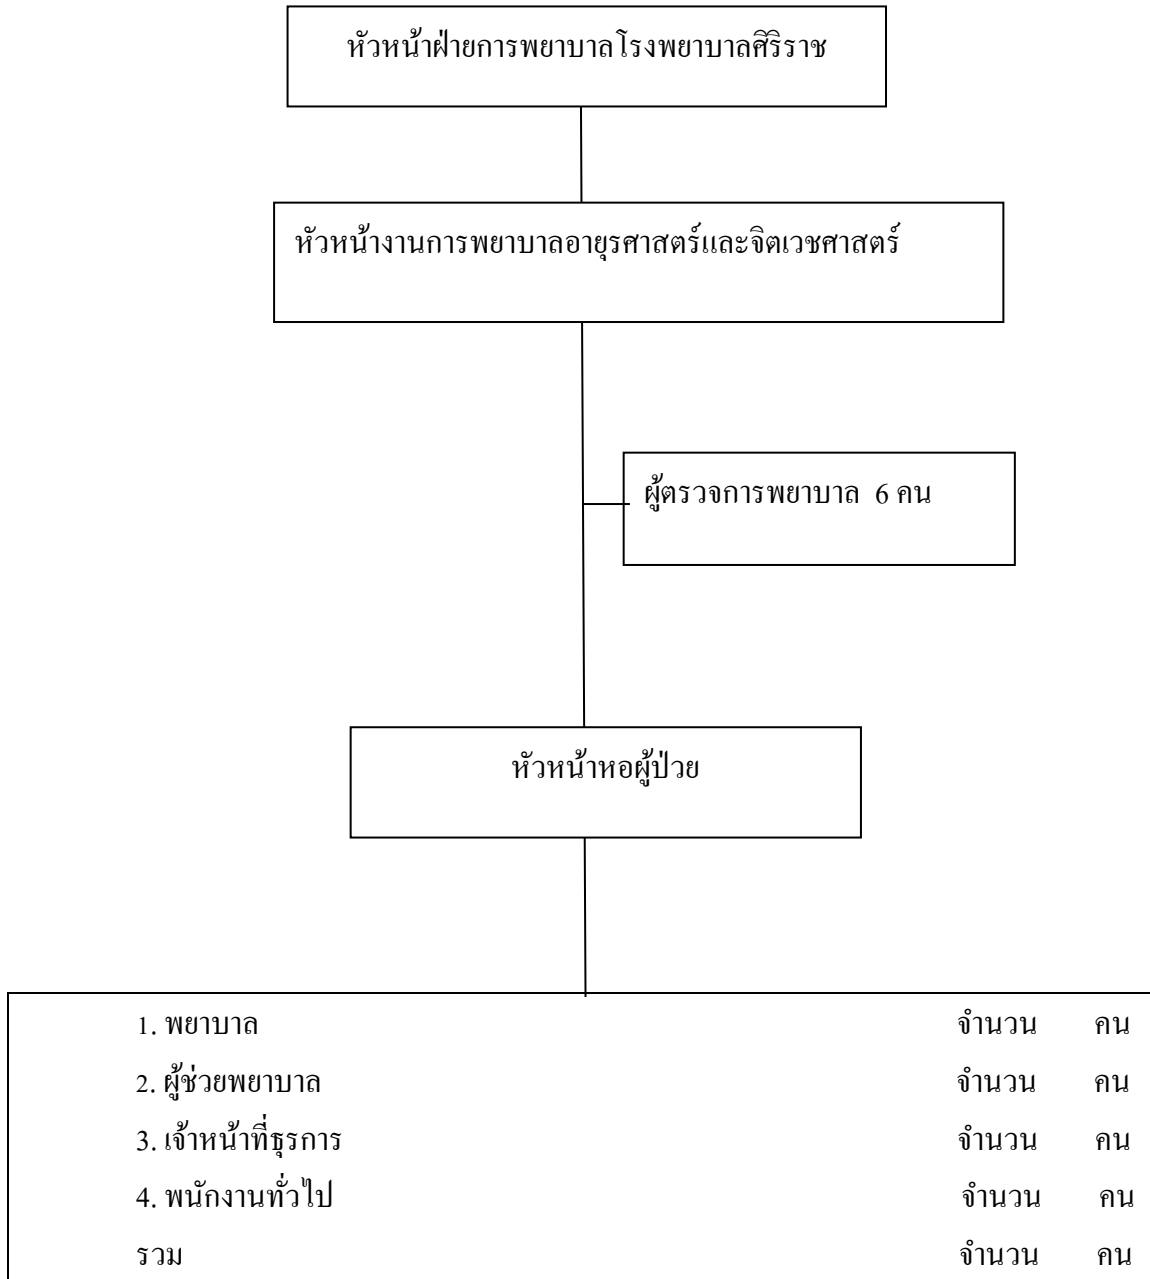 หัวหน้าฝ่ายการพยาบาลโรงพยาบาลศิริราช
หัวหน้างานการพยาบาลอายุรศาสตร์และจิตเวชศาสตร์
ผู้ตรวจการพยาบาล 6 คน
หัวหน้าหอผู้ป่วย
1. พยาบาล จำนวน คน
2. ผู้ช่วยพยาบาล จำนวน คน
3. เจ้าหน้าที่ธุรการ จำนวน คน
4. พนักงานทั่วไป จำนวน คน
รวม จำนวน คน